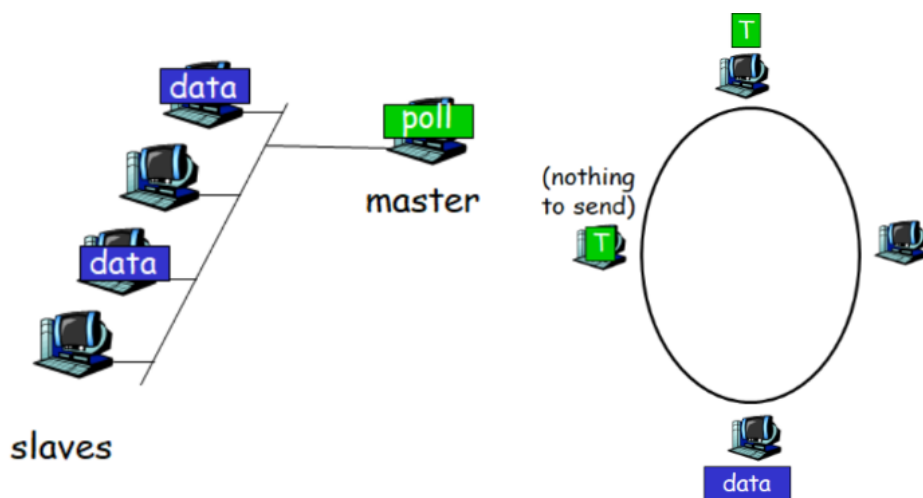 data
poll
master
data
slaves
T
(nothing
to send)
T
data